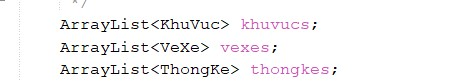 */
ArrayList<KhuVuc> khuvucs;
ArrayList<VeXe> vexes;
ArrayList<ThongKe> thongkes;